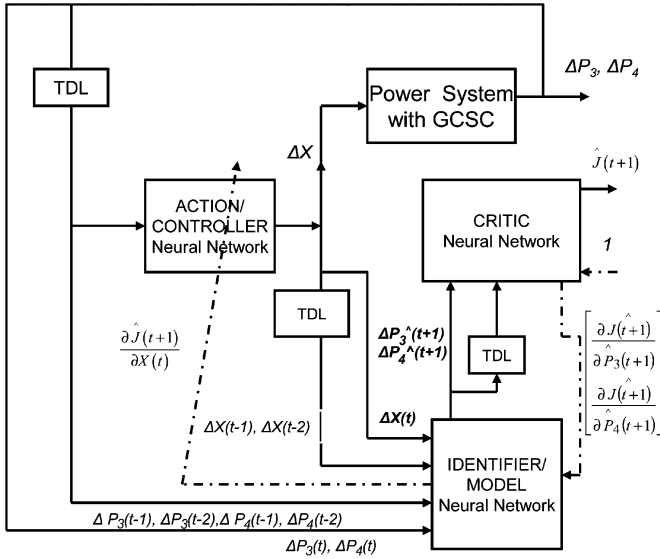 TDL
Power System
with GCSC
ΔP3, ΔP4
ΔX
Ĵ(t+1)
ACTION/
CONTROLLER
Neural Network
CRITIC
Neural Network
1
TDL
∂Ĵ(t+1)
∂X(t)
ΔP3^(t+1)
ΔP4^(t+1)
TDL
∂J(t^+1)
∂P̂3(t+1)
∂J(t^+1)
∂P̂4(t+1)
ΔX(t-1), ΔX(t-2)
ΔX(t)
IDENTIFIER/
MODEL
Neural Network
Δ P3(t-1), ΔP3(t-2),Δ P4(t-1), ΔP4(t-2)
ΔP3(t), ΔP4(t)